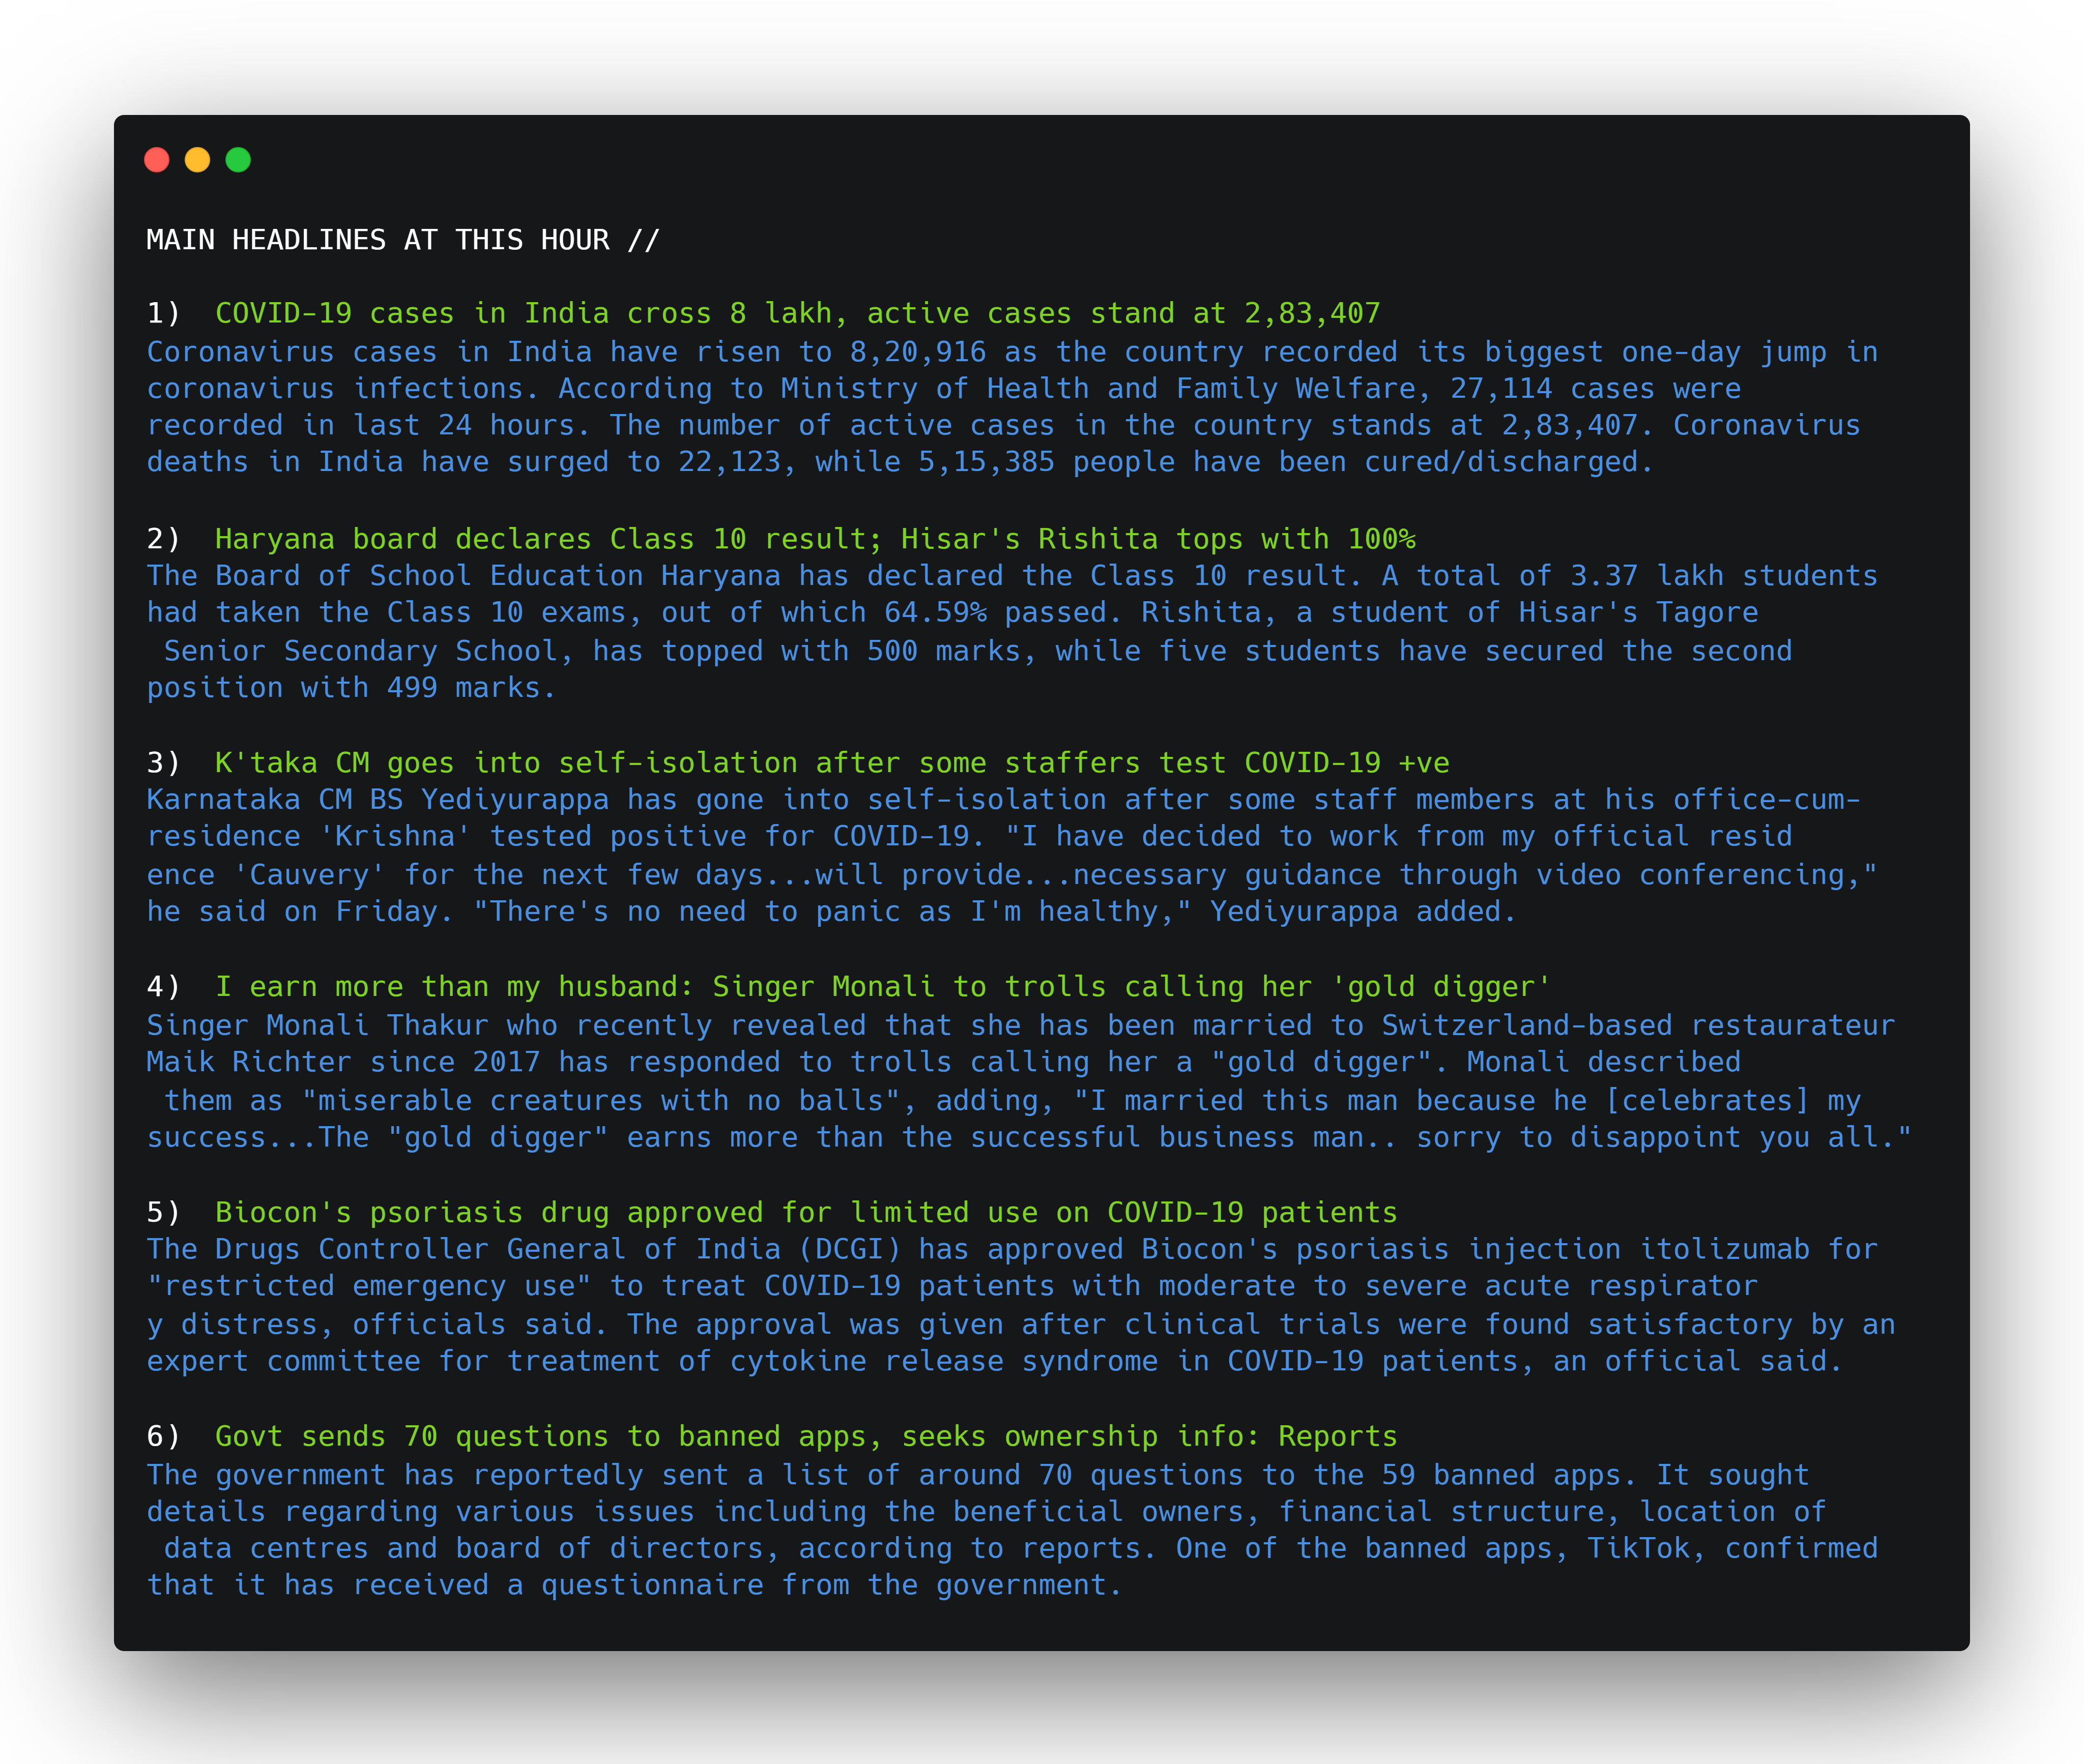 MAIN HEADLINES AT THIS HOUR //
1)  COVID-19 cases in India cross 8 lakh, active cases stand at 2,83,407
Coronavirus cases in India have risen to 8,20,916 as the country recorded its biggest one-day jump in
coronavirus infections. According to Ministry of Health and Family Welfare, 27,114 cases were
recorded in last 24 hours. The number of active cases in the country stands at 2,83,407. Coronavirus
deaths in India have surged to 22,123, while 5,15,385 people have been cured/discharged.
2)  Haryana board declares Class 10 result; Hisar's Rishita tops with 100%
The Board of School Education Haryana has declared the Class 10 result. A total of 3.37 lakh students
had taken the Class 10 exams, out of which 64.59% passed. Rishita, a student of Hisar's Tagore
 Senior Secondary School, has topped with 500 marks, while five students have secured the second
position with 499 marks.
3)  K'taka CM goes into self-isolation after some staffers test COVID-19 +ve
Karnataka CM BS Yediyurappa has gone into self-isolation after some staff members at his office-cum-
residence 'Krishna' tested positive for COVID-19. "I have decided to work from my official resid
ence 'Cauvery' for the next few days...will provide...necessary guidance through video conferencing,"
he said on Friday. "There's no need to panic as I'm healthy," Yediyurappa added.
4)  I earn more than my husband: Singer Monali to trolls calling her 'gold digger'
Singer Monali Thakur who recently revealed that she has been married to Switzerland-based restaurateur
Maik Richter since 2017 has responded to trolls calling her a "gold digger". Monali described
 them as "miserable creatures with no balls", adding, "I married this man because he [celebrates] my
success...The "gold digger" earns more than the successful business man.. sorry to disappoint you all."
5)  Biocon's psoriasis drug approved for limited use on COVID-19 patients
The Drugs Controller General of India (DCGI) has approved Biocon's psoriasis injection itolizumab for
"restricted emergency use" to treat COVID-19 patients with moderate to severe acute respirator
y distress, officials said. The approval was given after clinical trials were found satisfactory by an
expert committee for treatment of cytokine release syndrome in COVID-19 patients, an official said.
6)  Govt sends 70 questions to banned apps, seeks ownership info: Reports
The government has reportedly sent a list of around 70 questions to the 59 banned apps. It sought
details regarding various issues including the beneficial owners, financial structure, location of
 data centres and board of directors, according to reports. One of the banned apps, TikTok, confirmed
that it has received a questionnaire from the government.